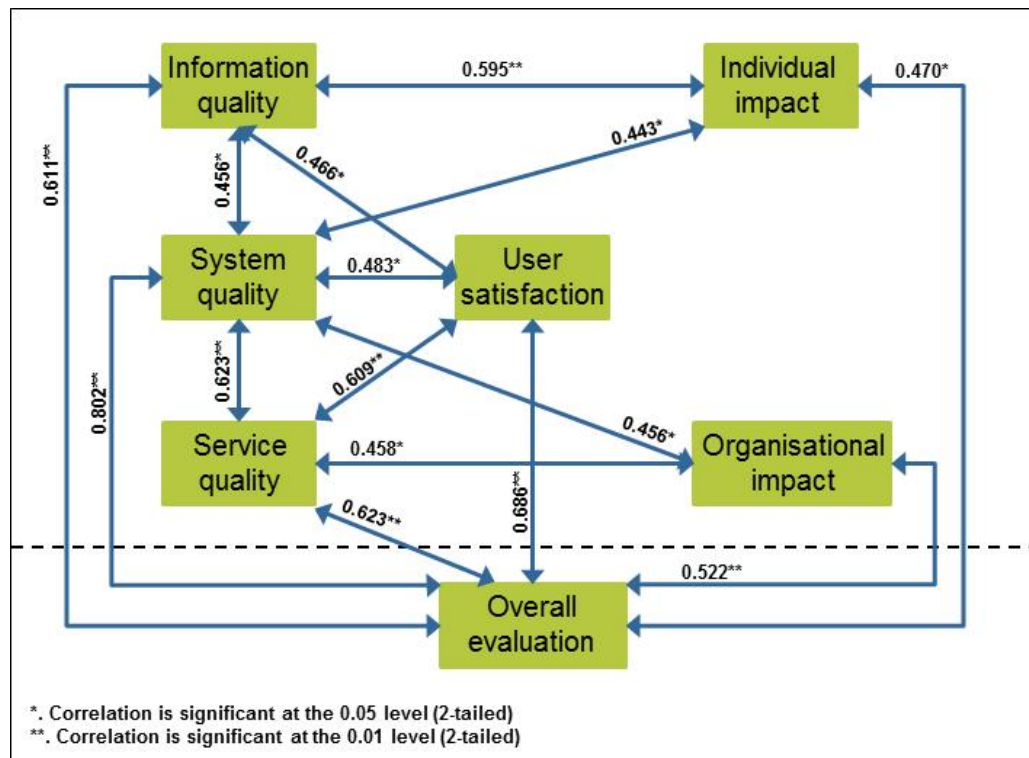 Information
quality
0.595**
Individual
impact
0.470*
0.611**
0.456*
0.466*
0.443*
System
quality
0.483*
User
satisfaction
0.802**
0.623**
0.609**
Service
quality
0.458*
0.456*
Organisational
impact
0.686**
0.623**
0.522**
Overall
evaluation
*. Correlation is significant at the 0.05 level (2-tailed)
**. Correlation is significant at the 0.01 level (2-tailed)